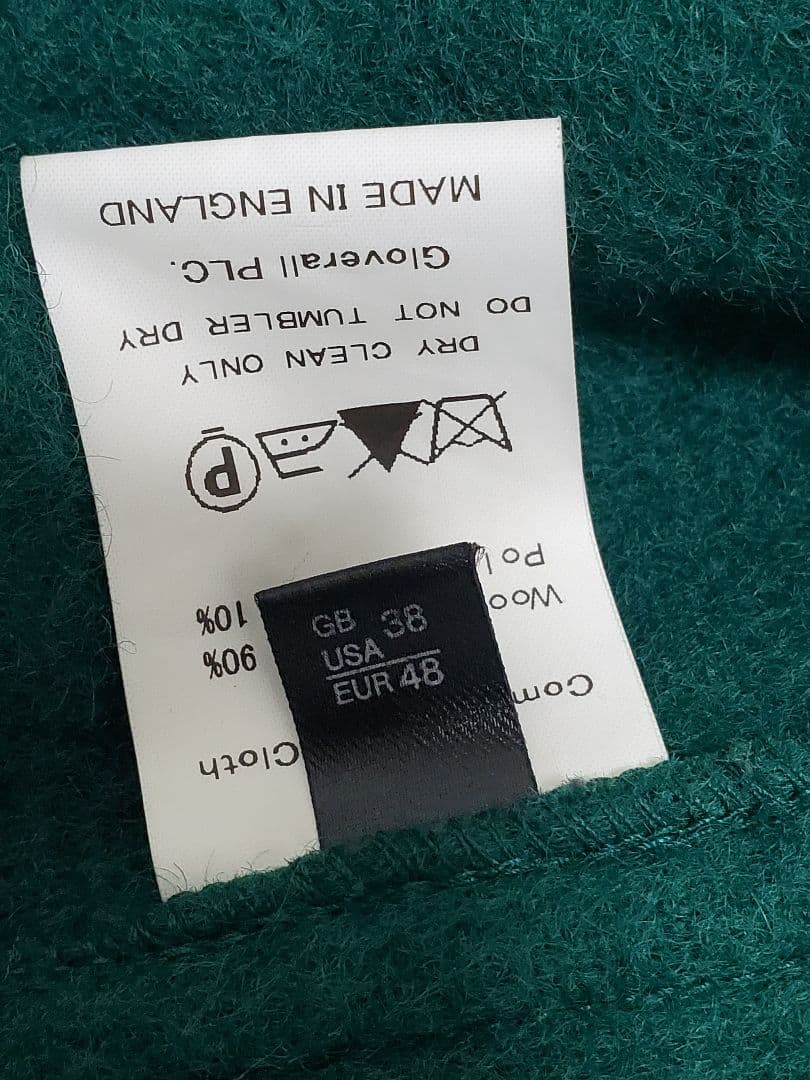 MADE IN ENGLAND
Gloverall PLC.
DO NOT TUMBLER DRY
DRY CLEAN ONLY
P
Pol
10%
Woo
90%
Com
Cloth
GB 38
USA
EUR 48